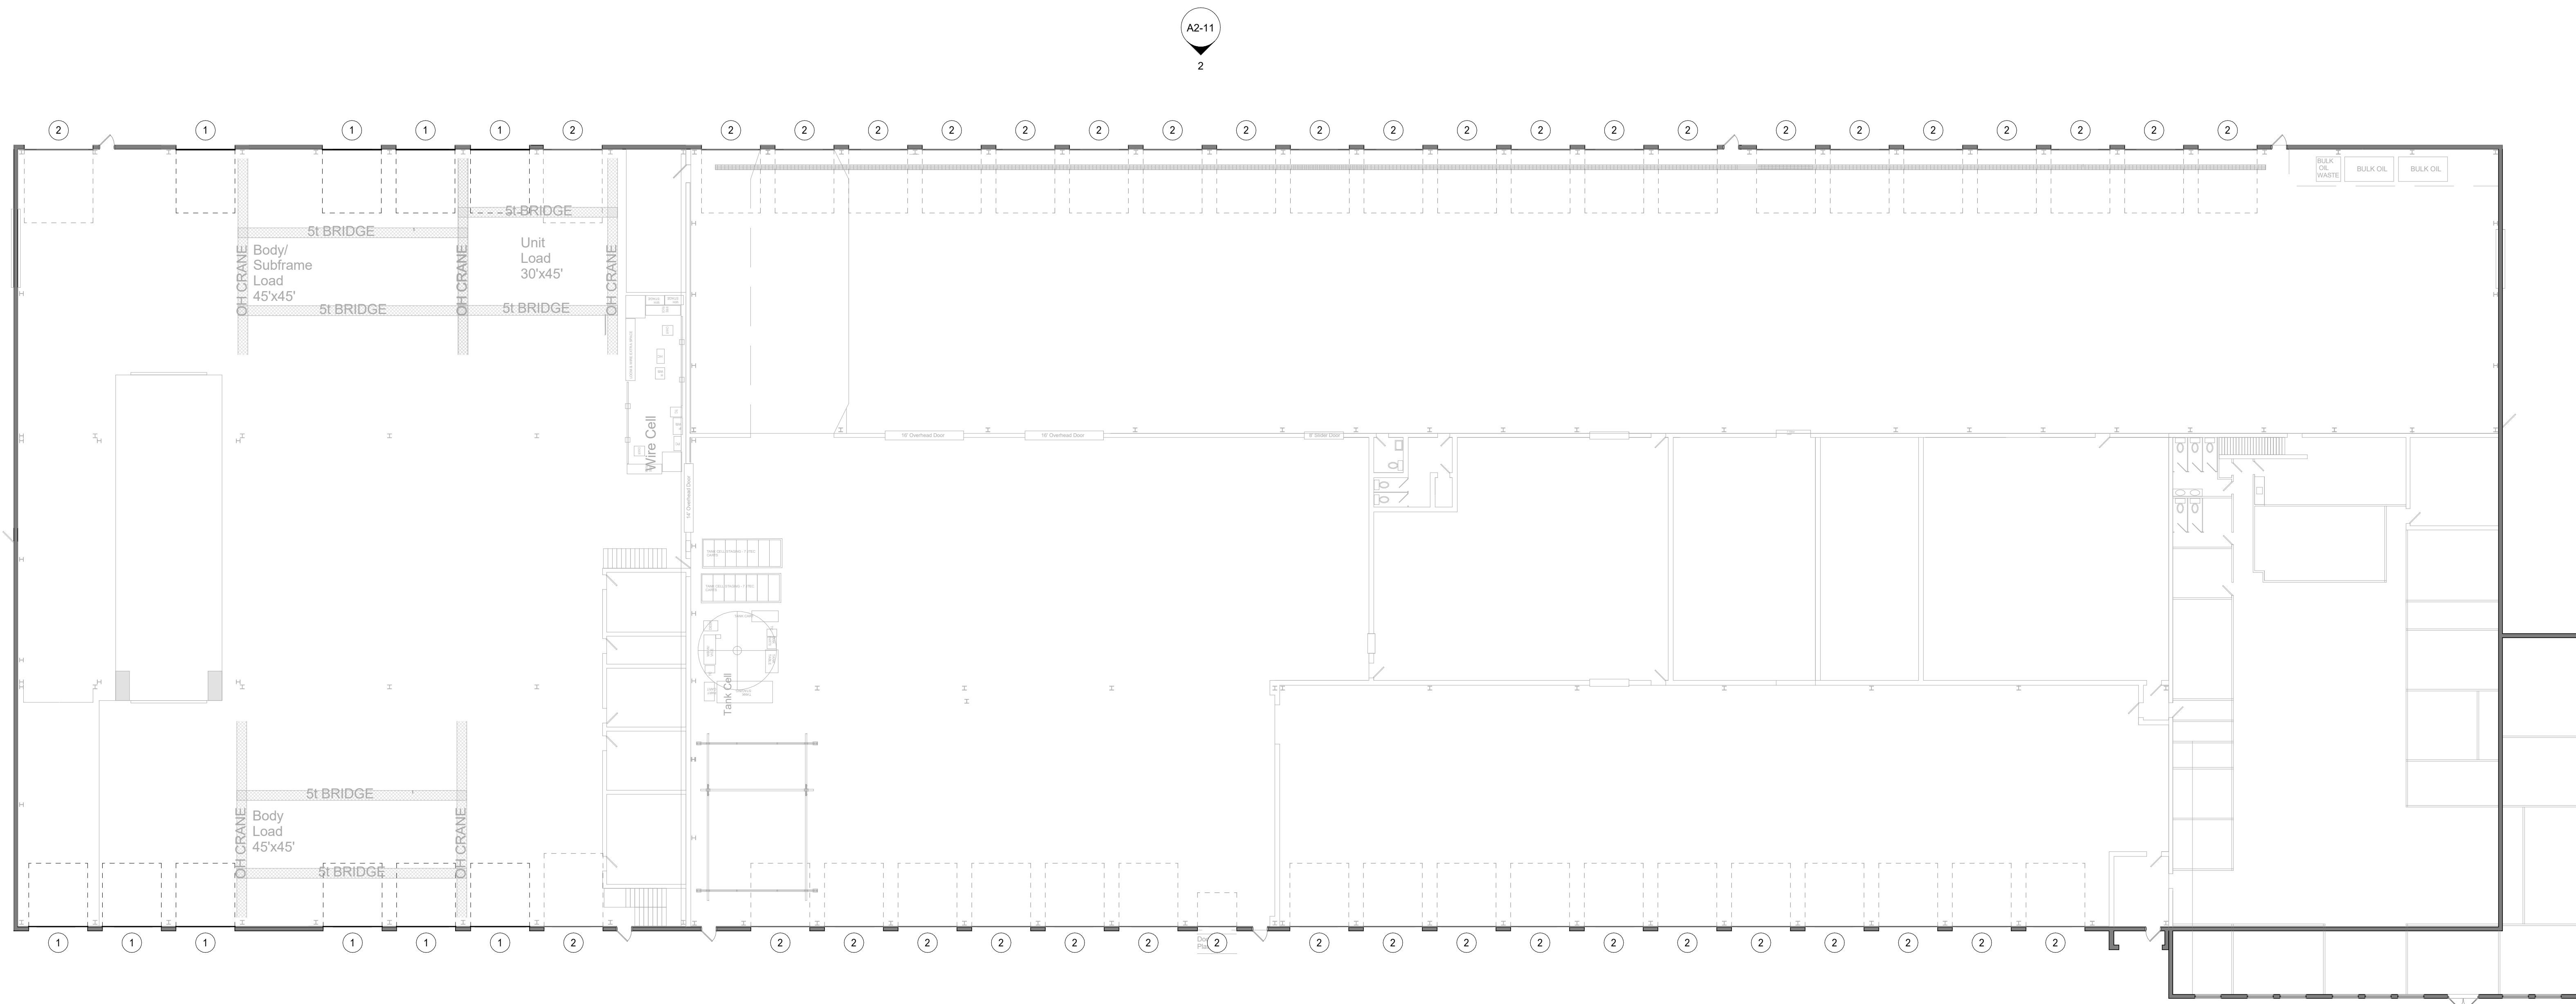 A2-11
2
2 1 1 1 1 2 2 2 2 2 2 2 2 2 2 2 2 2 2 2 2 2 2 2 2 2 2
BULK
OIL
WASTE
BULK OIL
BULK OIL
5t BRIDGE
5t BRIDGE
5t BRIDGE
5t BRIDGE
OH CRANE
OH CRANE
OH CRANE
Body/
Subframe
Load
45'x45'
Unit
Load
30'x45'
Wire Cell
16' Overhead Door
16' Overhead Door
14' Overhead Door
Tank Cell
5t BRIDGE
5t BRIDGE
OH CRANE
OH CRANE
Body
Load
45'x45'
1 1 1 1 1 1 2 2 2 2 2 2 2 2 2 2 2 2 2 2 2 2 2 2 2